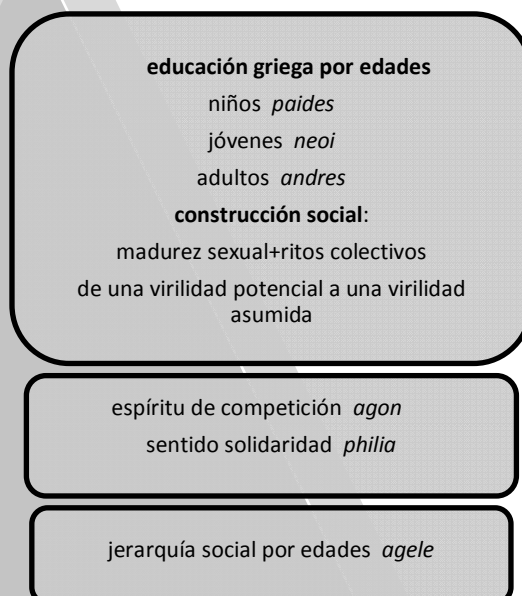 educación griega por edades
niños paides
jóvenes neoi
adultos andres
construcción social:
madurez sexual+ritos colectivos
de una virilidad potencial a una virilidad
asumida
espíritu de competición agon
sentido solidaridad philia
jerarquía social por edades agele